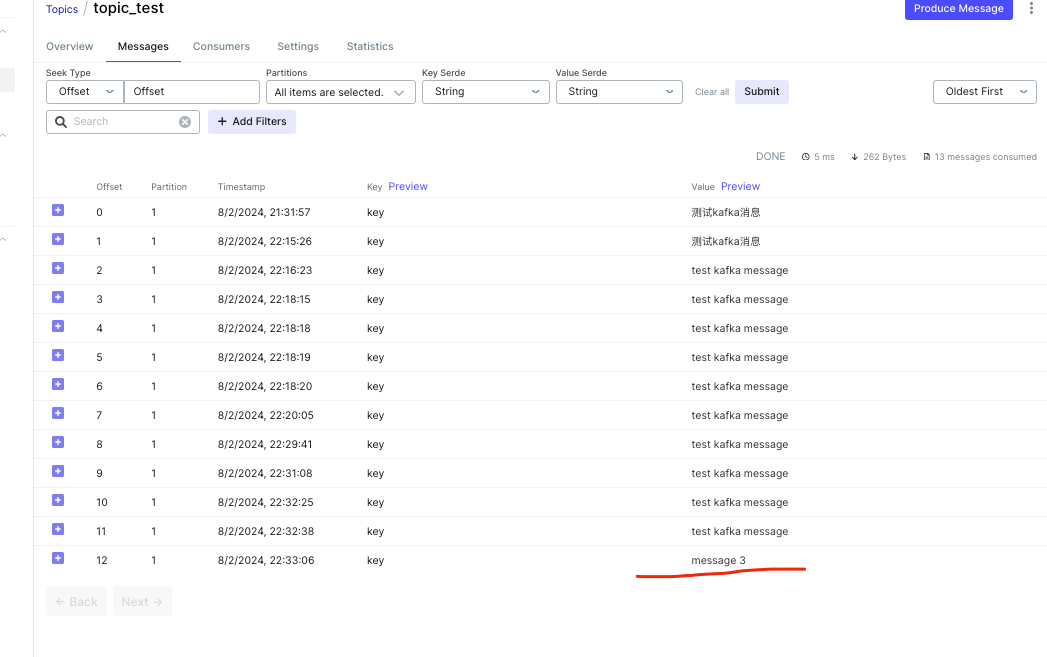 Topics / topic_test
Produce Message
Overview Messages Consumers Settings Statistics
Seek Type Partitions Key Serde Value Serde
Offset Offset All items are selected. String String Clear all Submit Oldest First
Search + Add Filters
DONE 5 ms 262 Bytes 13 messages consumed
Offset Partition Timestamp Key Preview Value Preview
0 1 8/2/2024, 21:31:57 key 测试kafka消息
1 1 8/2/2024, 22:15:26 key 测试kafka消息
2 1 8/2/2024, 22:16:23 key test kafka message
3 1 8/2/2024, 22:18:15 key test kafka message
4 1 8/2/2024, 22:18:18 key test kafka message
5 1 8/2/2024, 22:18:19 key test kafka message
6 1 8/2/2024, 22:18:20 key test kafka message
7 1 8/2/2024, 22:20:05 key test kafka message
8 1 8/2/2024, 22:29:41 key test kafka message
9 1 8/2/2024, 22:31:08 key test kafka message
10 1 8/2/2024, 22:32:25 key test kafka message
11 1 8/2/2024, 22:32:38 key test kafka message
12 1 8/2/2024, 22:33:06 key message 3
← Back Next →